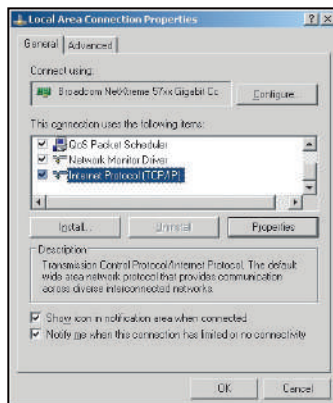 Local Area Connection Properties
General Advanced
Connect using:
Broadcom NetXtreme 57xx Gigabit Cc
Configure...
This connection uses the following items:
QoS Packet Scheduler
Network Monitor Driver
Internet Protocol (TCP/IP)
Install... Uninstall Properties
Description
Transmission Control Protocol/Internet Protocol. The default
wide area network protocol that provides communication
across diverse interconnected networks.
Show icon in notification area when connected
Notify me when this connection has limited or no connectivity
OK Cancel